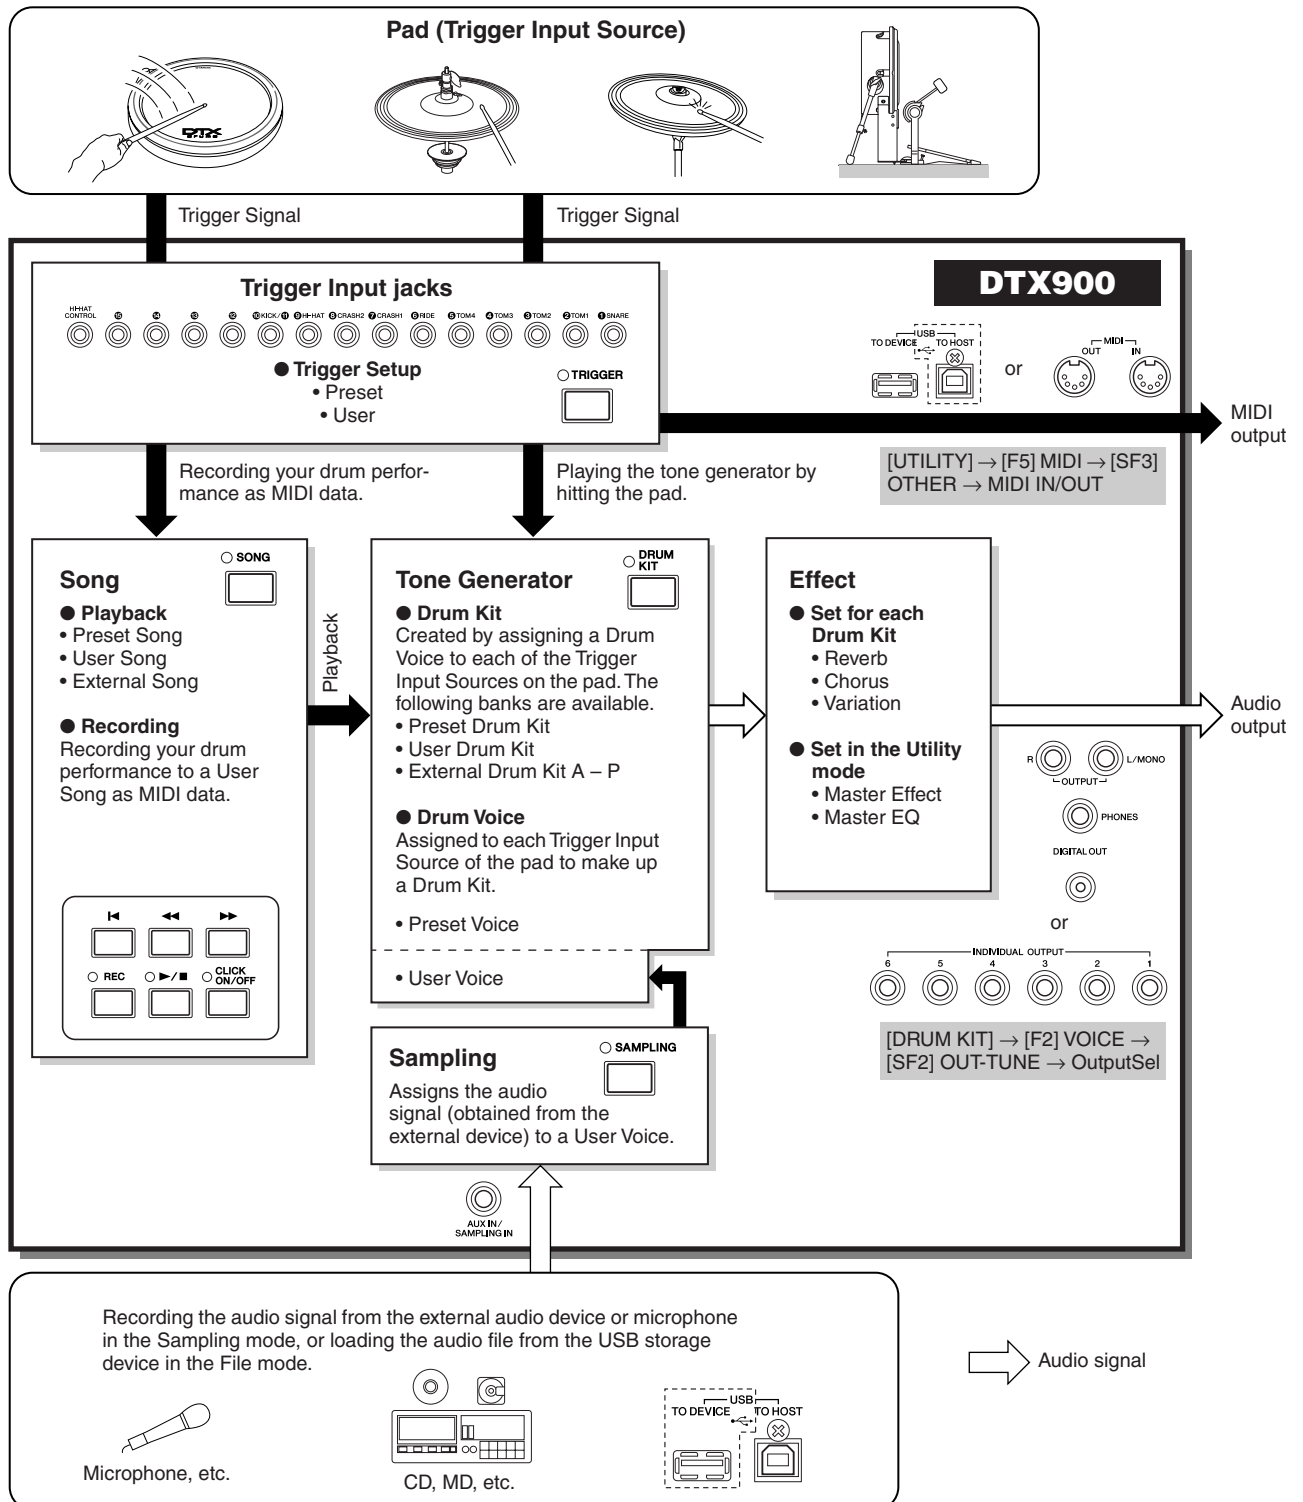 Pad (Trigger Input Source)
DTX
Trigger Signal
Trigger Signal
DTX900
Trigger Input jacks
HI-HAT
CONTROL
⓯ ⓮ ⓭ ⓬ ❿KICK/⓫ ❾HI-HAT ❽CRASH2 ❼CRASH1 ❻RIDE ❺TOM4 ❹TOM3 ❸TOM2 ❷TOM1 ❶SNARE
● Trigger Setup
• Preset
• User
TRIGGER
USB
TO DEVICE TO HOST
or
MIDI
OUT IN
MIDI
output
[UTILITY] → [F5] MIDI → [SF3]
OTHER → MIDI IN/OUT
Recording your drum perfor-
mance as MIDI data.
Playing the tone generator by
hitting the pad.
SONG
Song
● Playback
• Preset Song
• User Song
• External Song
● Recording
Recording your drum
performance to a User
Song as MIDI data.
REC
CLICK
ON/OFF
Playback
DRUM
KIT
Tone Generator
● Drum Kit
Created by assigning a Drum
Voice to each of the Trigger
Input Sources on the pad. The
following banks are available.
• Preset Drum Kit
• User Drum Kit
• External Drum Kit A – P
● Drum Voice
Assigned to each Trigger Input
Source of the pad to make up
a Drum Kit.
• Preset Voice
• User Voice
Effect
● Set for each
Drum Kit
• Reverb
• Chorus
• Variation
● Set in the Utility
mode
• Master Effect
• Master EQ
Audio
output
R L/MONO
OUTPUT
PHONES
DIGITAL OUT
or
INDIVIDUAL OUTPUT
6 5 4 3 2 1
[DRUM KIT] → [F2] VOICE →
[SF2] OUT-TUNE → OutputSel
SAMPLING
Sampling
Assigns the audio
signal (obtained from the
external device) to a User Voice.
AUX IN/
SAMPLING IN
Recording the audio signal from the external audio device or microphone
in the Sampling mode, or loading the audio file from the USB storage
device in the File mode.
Microphone, etc.
CD, MD, etc.
USB
TO DEVICE TO HOST
Audio signal